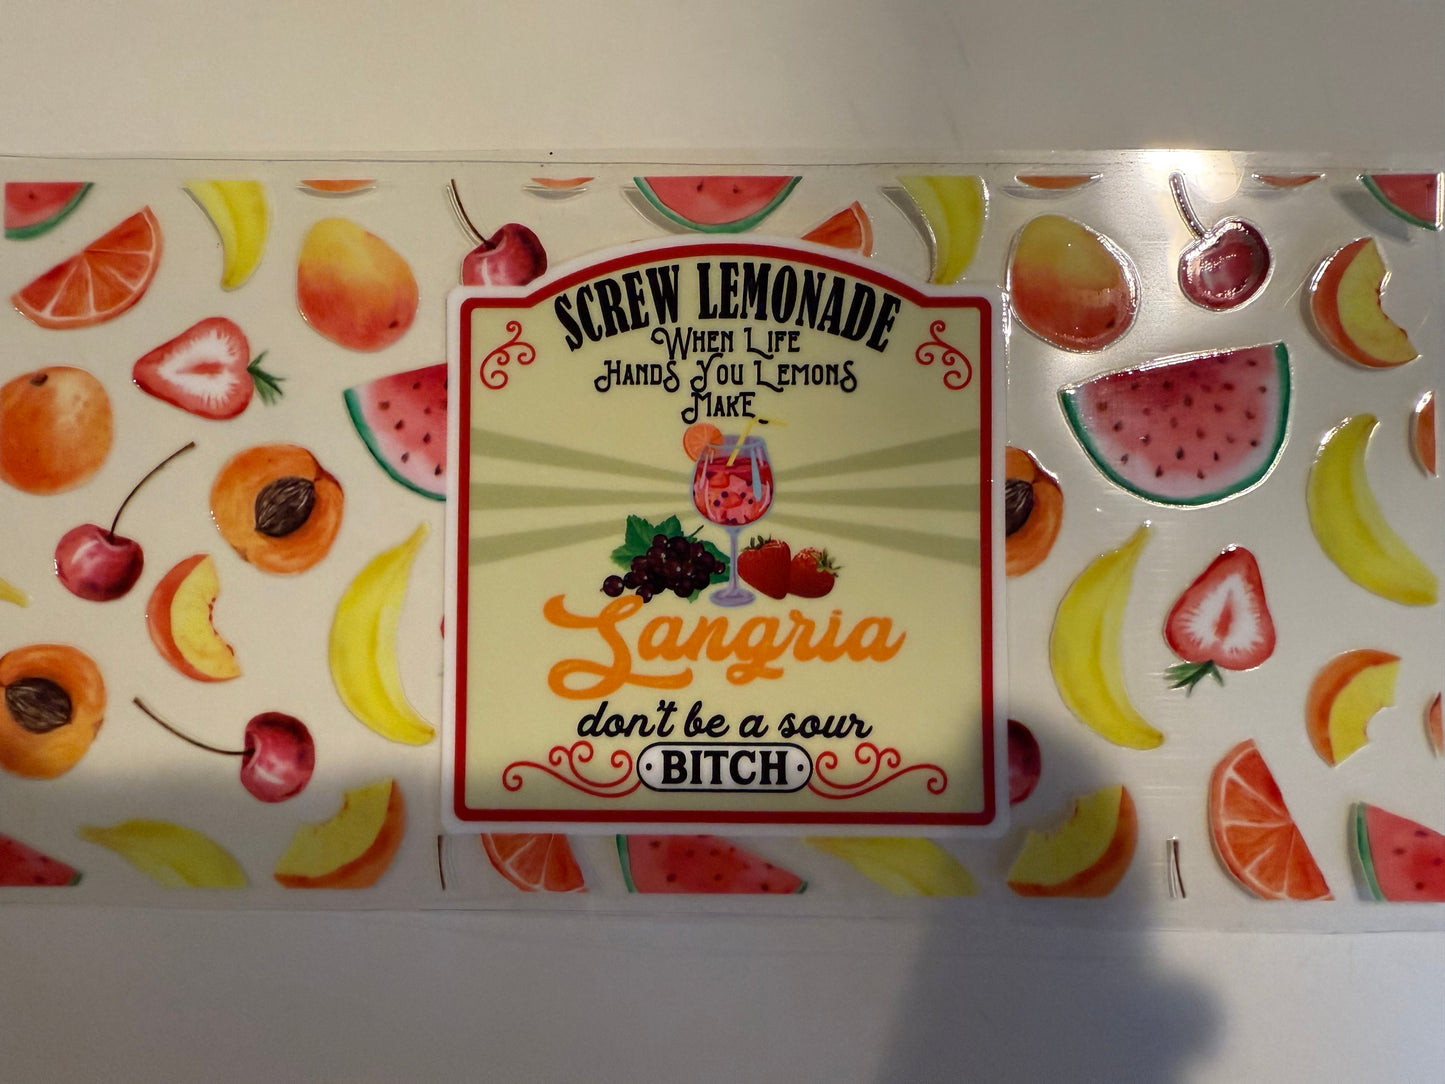 SCREW LEMONADE
WHEN LIFE
HANDS YOU LEMONS
MAKE
Sangria
don't be a sour
BITCH